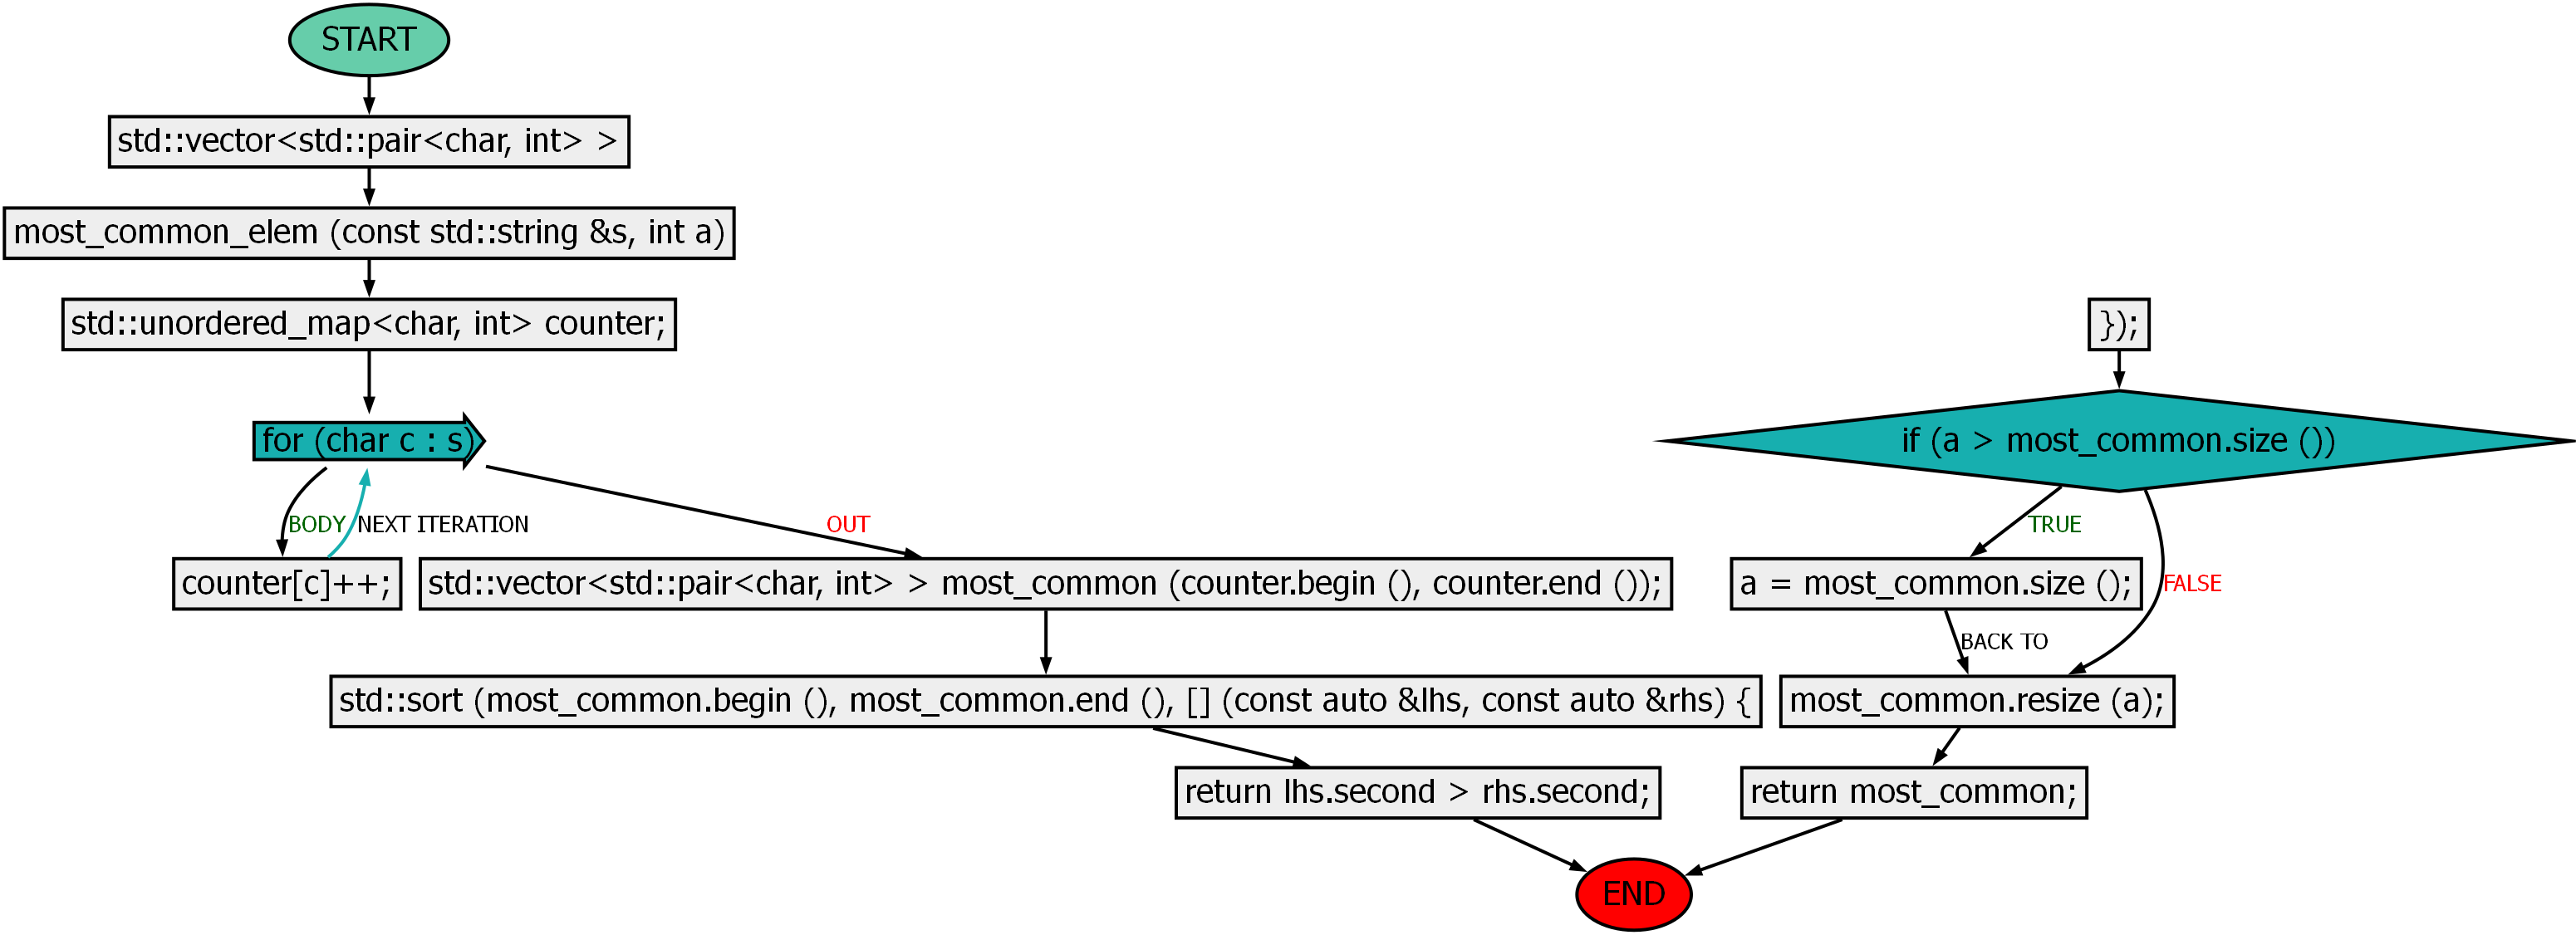 START
std::vector<std::pair<char, int> >
most_common_elem (const std::string &s, int a)
std::unordered_map<char, int> counter;
for (char c : s)
BODY
NEXT ITERATION
OUT
counter[c]++;
std::vector<std::pair<char, int> > most_common (counter.begin (), counter.end ());
std::sort (most_common.begin (), most_common.end (), [] (const auto &lhs, const auto &rhs) {
return lhs.second > rhs.second;
});
if (a > most_common.size ())
TRUE
a = most_common.size ();
FALSE
BACK TO
most_common.resize (a);
return most_common;
END